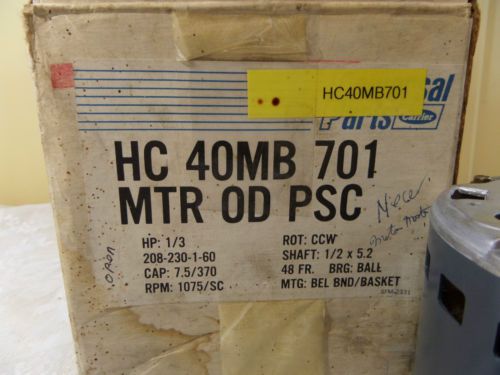 HC40MB701
sal
Parts Carrier
HC 40MB 701
MTR OD PSC
HP: 1/3
208-230-1-60
CAP: 7.5/370
RPM: 1075/SC
ROT: CCW
SHAFT: 1/2 x 5.2
48 FR. BRG: BALL
MTG: BEL BND/BASKET
open